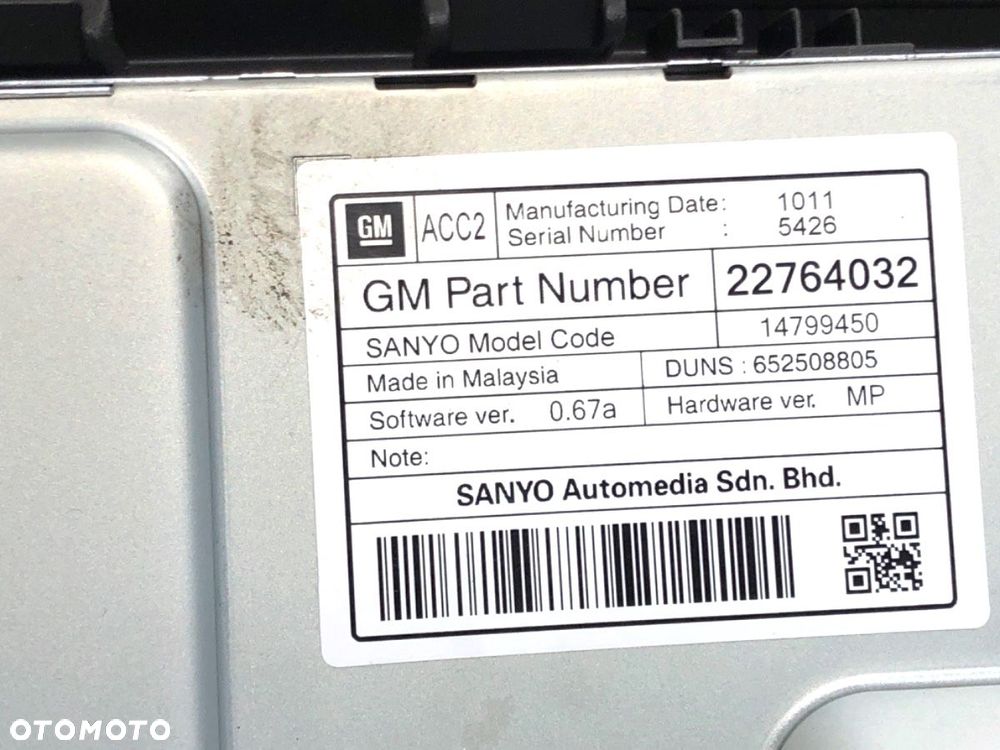 GM ACC2 Manufacturing Date: 1011
Serial Number : 5426
GM Part Number 22764032
SANYO Model Code 14799450
Made in Malaysia DUNS : 652508805
Software ver. 0.67a Hardware ver. MP
Note:
SANYO Automedia Sdn. Bhd.
OTOMOTO